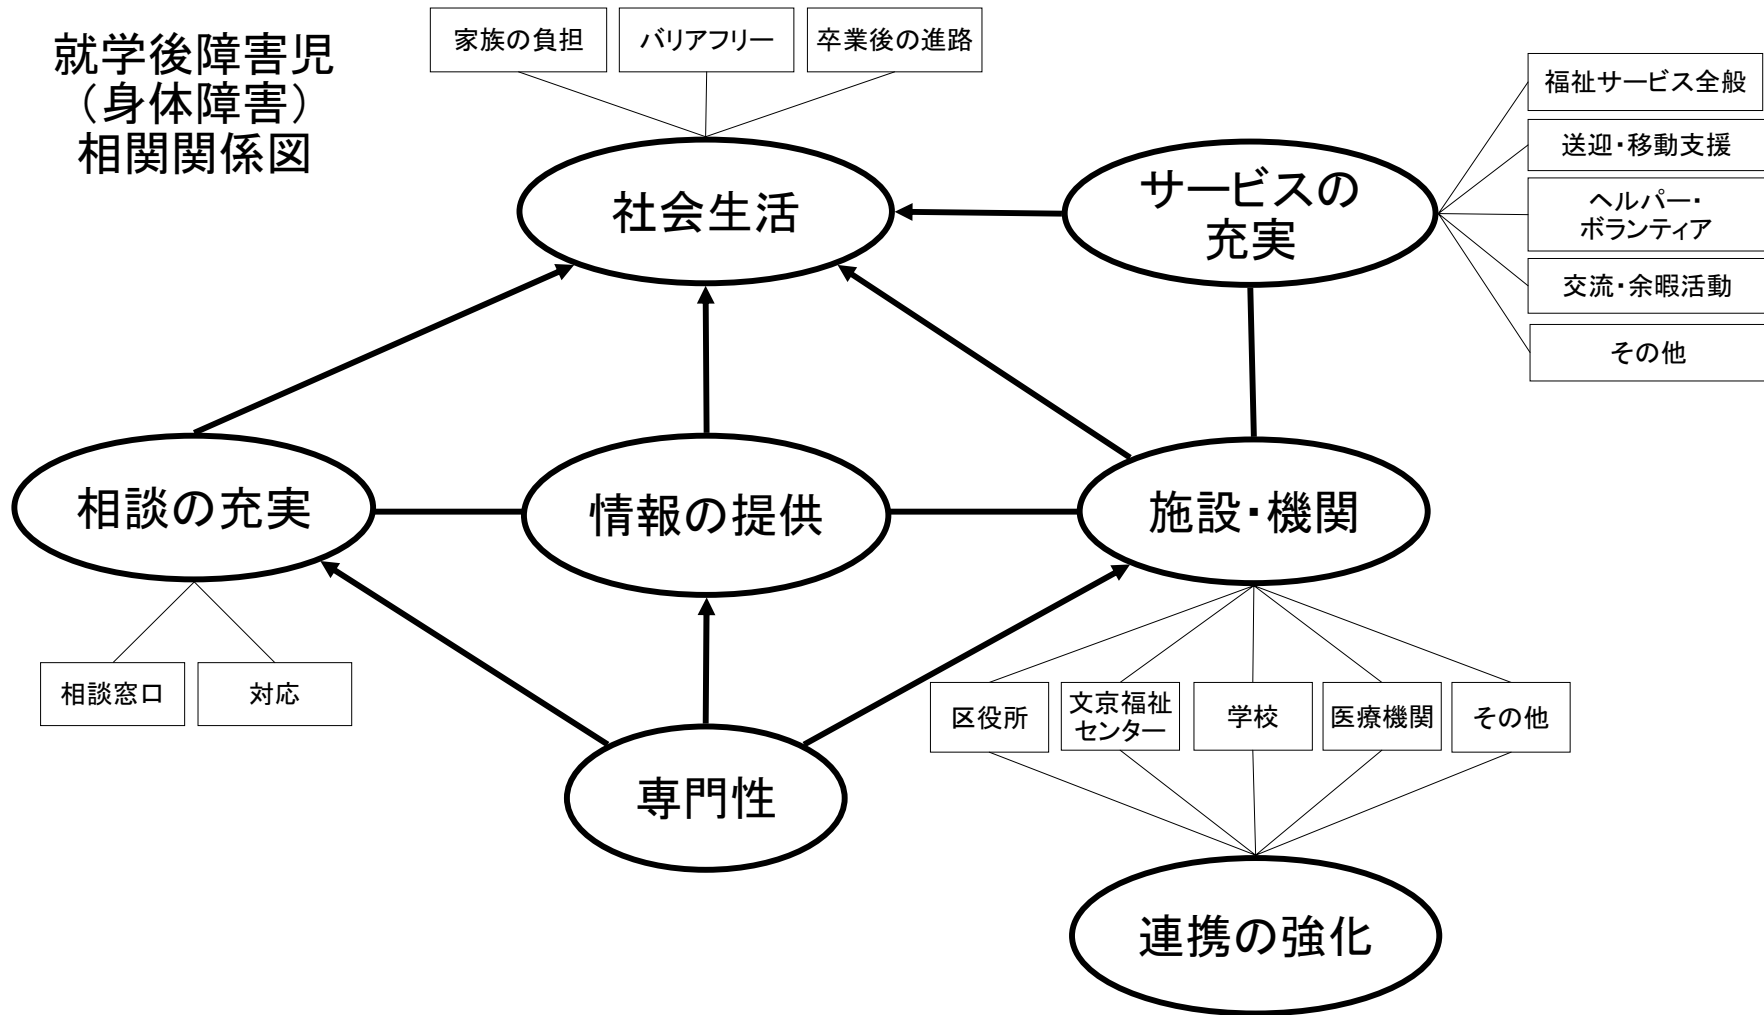 就学後障害児
（身体障害）
相関関係図
家族の負担
バリアフリー
卒業後の進路
社会生活
サービスの
充実
福祉サービス全般
送迎・移動支援
ヘルパー・
ボランティア
交流・余暇活動
その他
相談の充実
情報の提供
施設・機関
相談窓口
対応
専門性
区役所
文京福祉
センター
学校
医療機関
その他
連携の強化